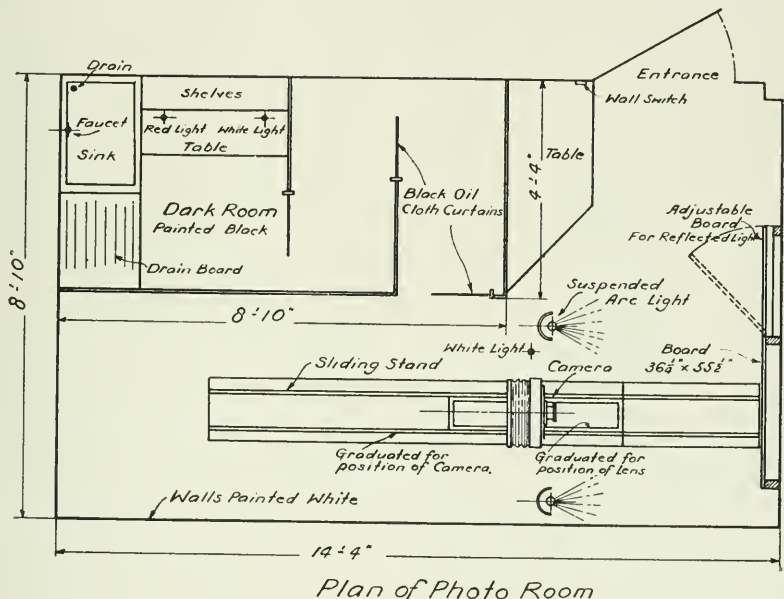 Drain
Shelves
Entrance
Wall Switch
Faucet
Red Light White Light
Sink
Table
Table
4'-4"
Black Oil
Cloth Curtains
Adjustable
Board
For Reflected Light
Dark Room
Painted Black
Drain Board
8'-10"
8'-10"
Suspended
Arc Light
White Light
Board
36½" x 55½"
Sliding Stand
Camera
Graduated for
position of Camera.
Graduated for
position of Lens
Walls Painted White
14'-4"
Plan of Photo Room